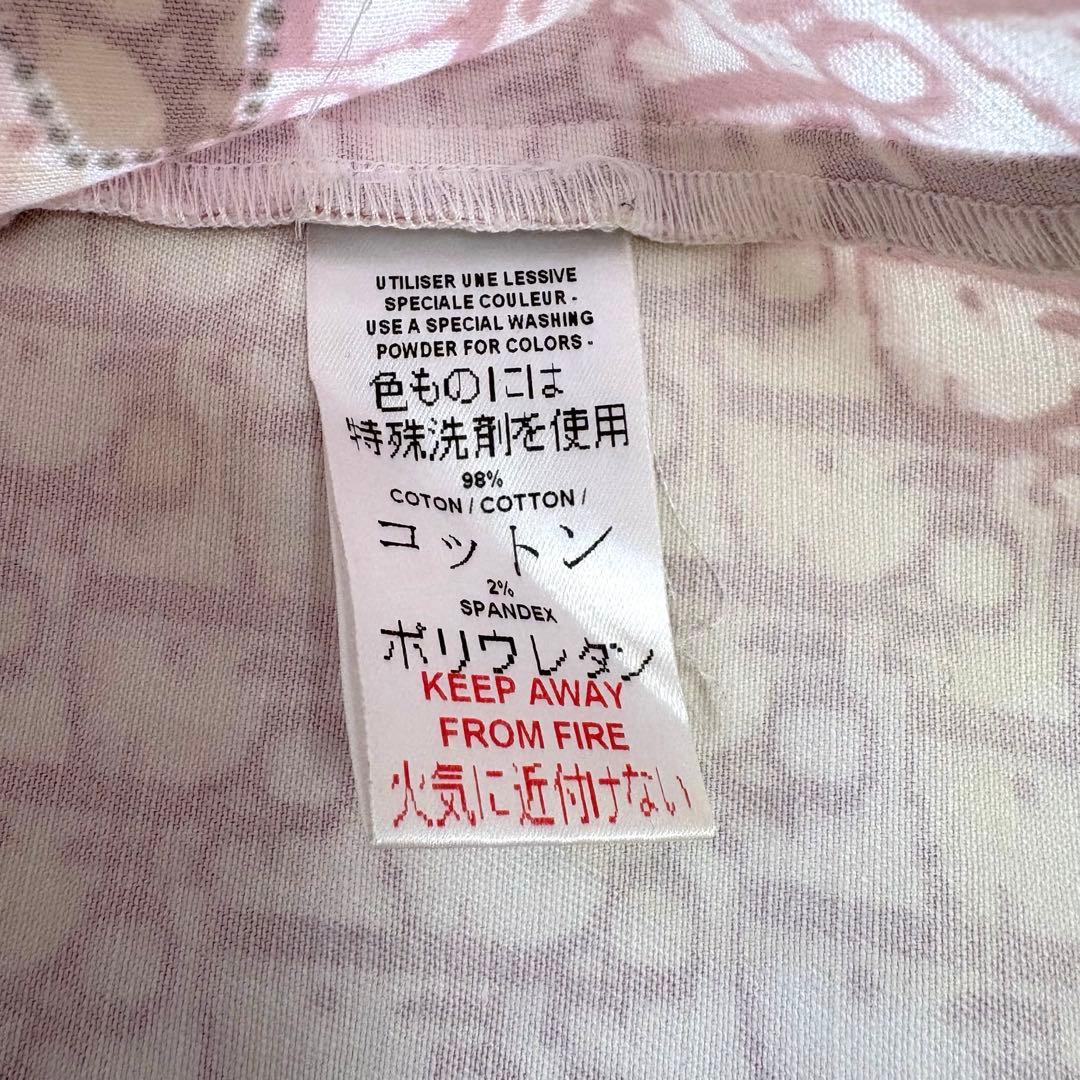 UTILISER UNE LESSIVE
SPECIALE COULEUR -
USE A SPECIAL WASHING
POWDER FOR COLORS -
色ものには
特殊洗剤を使用
98%
COTON / COTTON /
コットン
2%
SPANDEX
ポリウレタン
KEEP AWAY
FROM FIRE
火気に近付けない